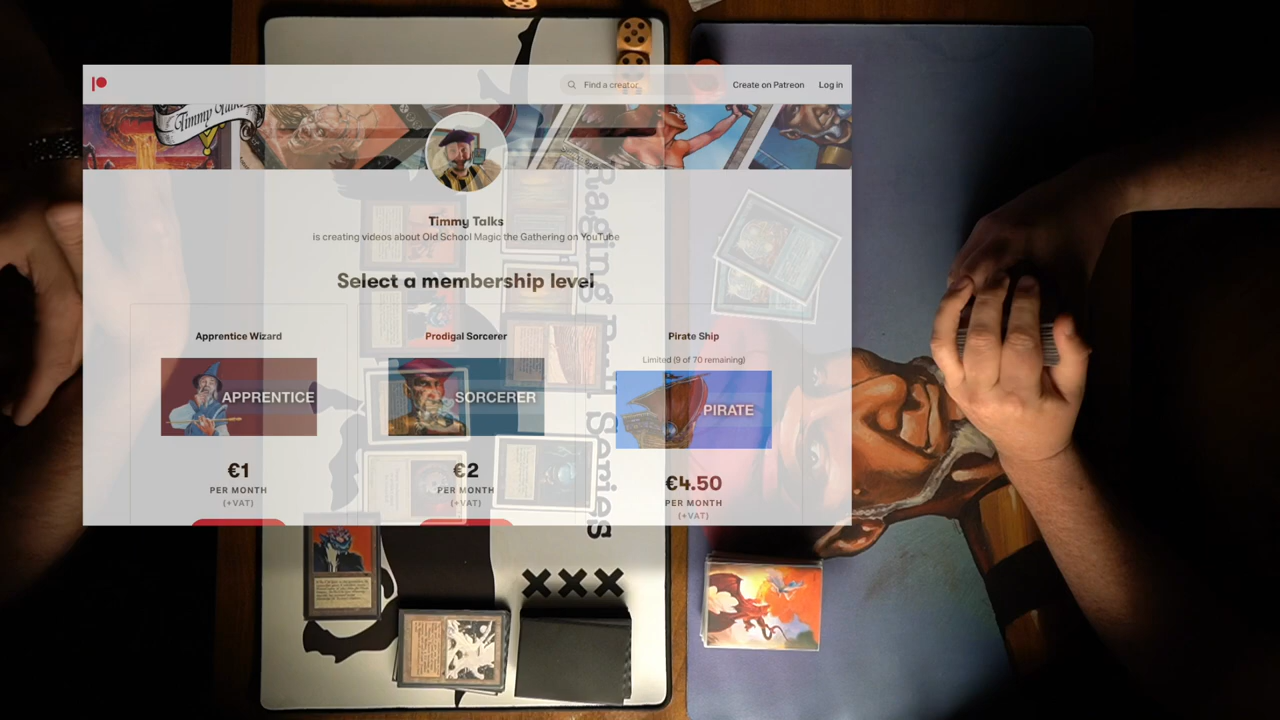 Find a creator
Create on Patreon
Log in
Timmy Talks
Timmy Talks
is creating videos about Old School Magic the Gathering on YouTube
Select a membership level
Apprentice Wizard
Prodigal Sorcerer
Pirate Ship
Limited (9 of 70 remaining)
APPRENTICE
SORCERER
PIRATE
€1
PER MONTH
(+VAT)
€2
PER MONTH
(+VAT)
€4.50
PER MONTH
(+VAT)
Raging Bull Series